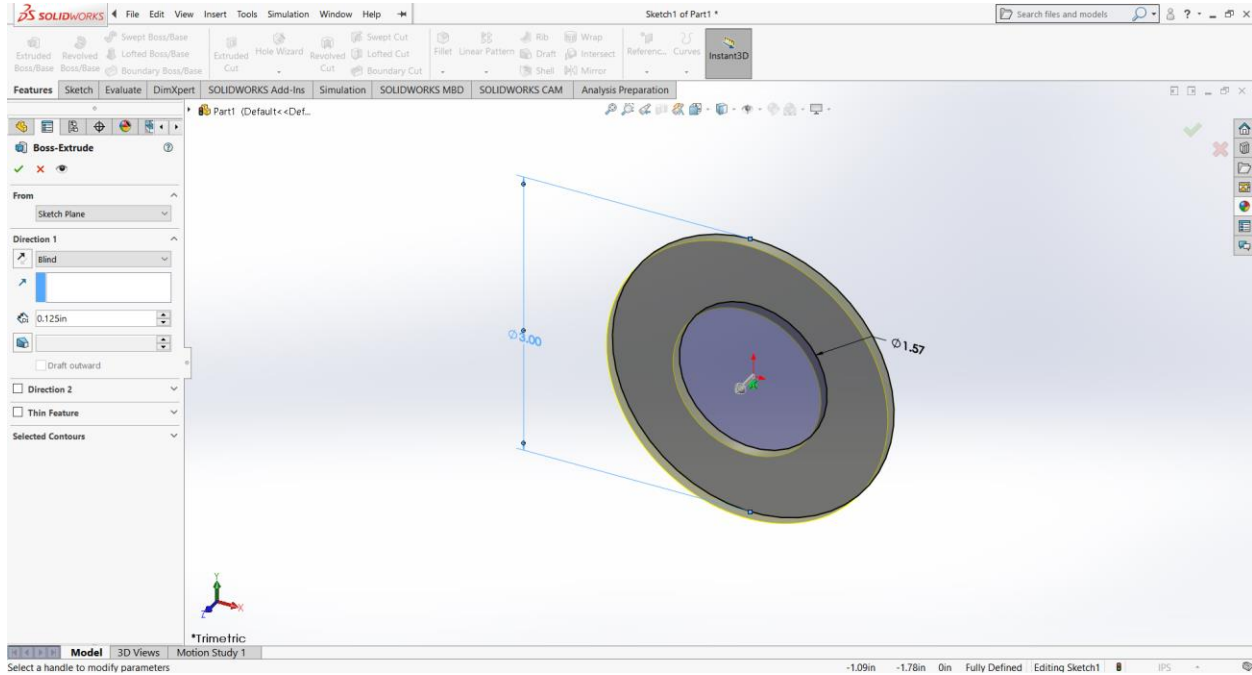 SOLIDWORKS File Edit View Insert Tools Simulation Window Help Sketch1 of Part1 * Search files and models ?
Extruded Boss/Base Revolved Boss/Base Swept Boss/Base Lofted Boss/Base Boundary Boss/Base Extruded Cut Hole Wizard Revolved Cut Swept Cut Lofted Cut Boundary Cut Fillet Linear Pattern Rib Draft Shell Wrap Intersect Mirror Referenc... Curves Instant3D
Features Sketch Evaluate DimXpert SOLIDWORKS Add-Ins Simulation SOLIDWORKS MBD SOLIDWORKS CAM Analysis Preparation
Part1 (Default<<Def...
Boss-Extrude
From
Sketch Plane
Direction 1
Blind
0.125in
Draft outward
Direction 2
Thin Feature
Selected Contours
∅3.00
∅1.57
Y
X
Z
*Trimetric
Model 3D Views Motion Study 1
Select a handle to modify parameters -1.09in -1.78in 0in Fully Defined Editing Sketch1 IPS -